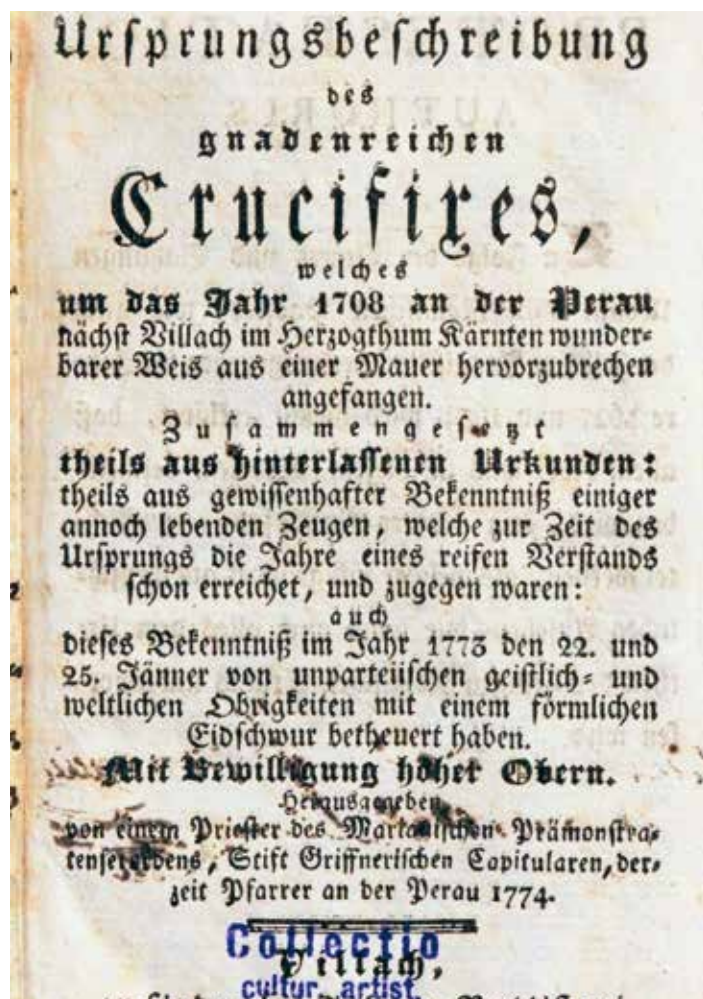 Ursprungsbeschreibung
des
gnadenreichen
Crucifixes,
welches
um das Jahr 1708 an der Perau
nächst Villach im Herzogthum Kärnten wunder-
barer Weis aus einer Mauer hervorzubrechen
angefangen.
Zusammengesetzt
theils aus hinterlassenen Urkunden:
theils aus gewissenhafter Bekenntniß einiger
annoch lebenden Zeugen, welche zur Zeit des
Ursprungs die Jahre eines reifen Verstands
schon erreichet, und zugegen waren:
auch
dieses Bekenntniß im Jahr 1773 den 22. und
25. Jänner von unparteiischen geistlich- und
weltlichen Obrigkeiten mit einem förmlichen
Eidschwur betheuert haben.
Mit Bewilligung hoher Obern.
Herausgegeben
von einem Priester des Markanischen Prämonstra-
tenserordens, Stift Griffnerischen Capitularen, der-
zeit Pfarrer an der Perau 1774.
Collectio
Villach,
cultur. artist.